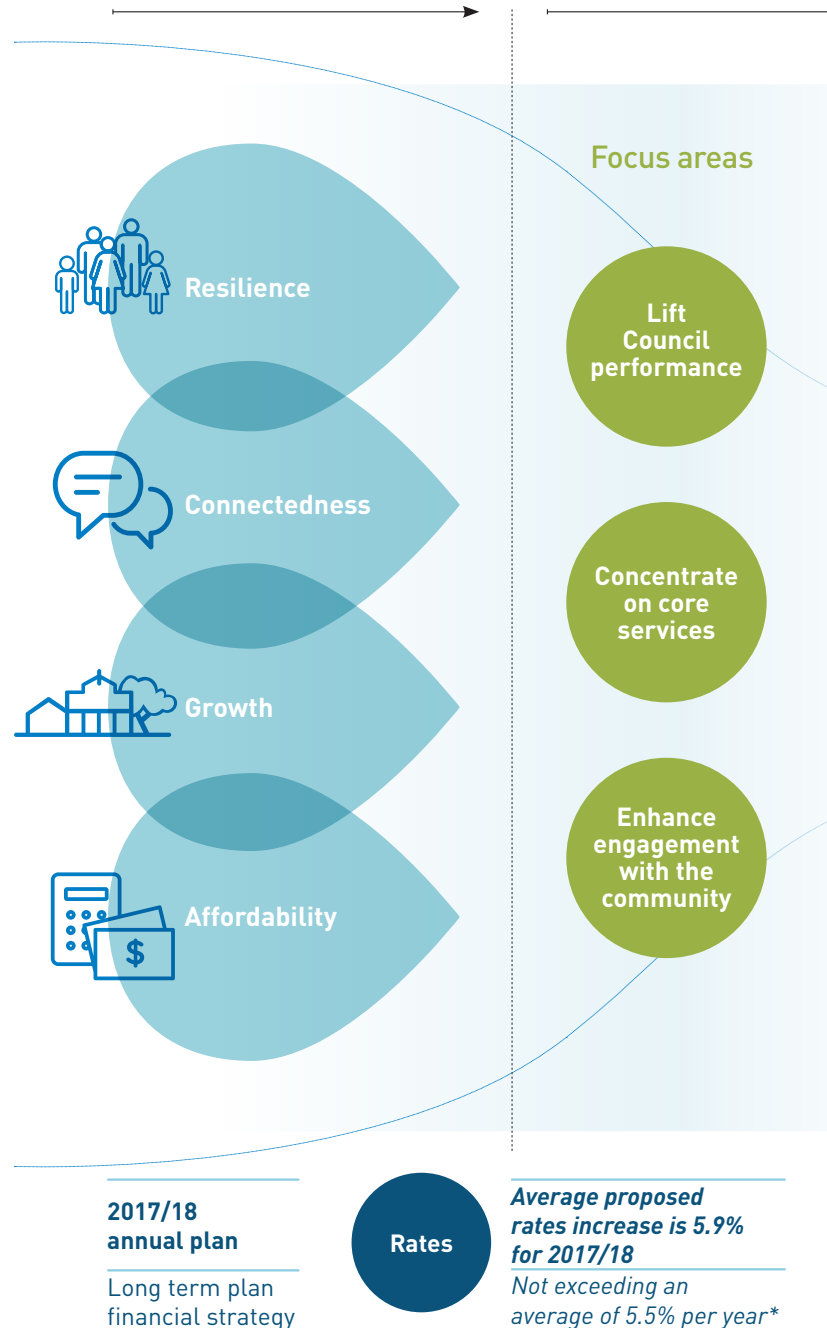 Focus areas
Resilience
Connectedness
Growth
Affordability
$
Lift
Council
performance
Concentrate
on core
services
Enhance
engagement
with the
community
2017/18
annual plan
Long term plan
financial strategy
Rates
Average proposed
rates increase is 5.9%
for 2017/18
Not exceeding an
average of 5.5% per year*